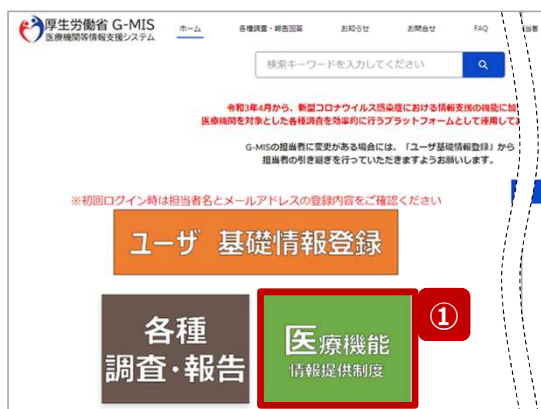 厚生労働省 G-MIS
医療機関等情報支援システム
ホーム 各種調査・報告回答 お知らせ お問合せ FAQ 当者
検索キーワードを入力してください
令和3年4月から、新型コロナウイルス感染症における情報支援の機能に加
医療機関を対象とした各種調査を効率的に行うプラットフォームとして運用してお
G-MISの担当者に変更がある場合には、「ユーザ基礎情報登録」から
担当者の引き継ぎを行っていただきますようお願いします。
※初回ログイン時は担当者名とメールアドレスの登録内容をご確認ください
ユーザ 基礎情報登録
各種
調査・報告
医療機能
情報提供制度
①